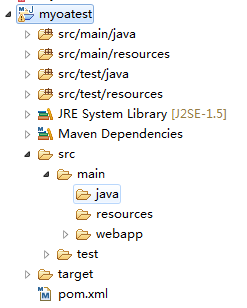 myoatest
src/main/java
src/main/resources
src/test/java
src/test/resources
JRE System Library [J2SE-1.5]
Maven Dependencies
src
main
java
resources
webapp
test
target
pom.xml